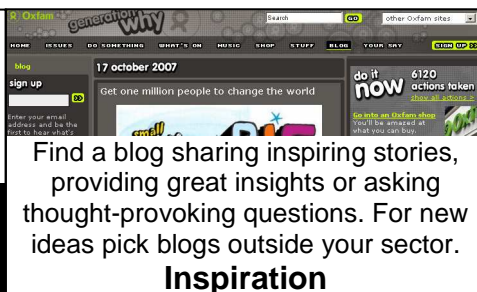 Oxfam generation why Search GO other Oxfam sites
HOME ISSUES DO SOMETHING WHAT'S ON MUSIC SHOP STUFF BLOG YOUR SAY SIGN UP >>
blog
17 october 2007
sign up
Get one million people to change the world
do it now 6120 actions taken
show all actions >
Enter your email
address and be the
first to hear what's
Go into an Oxfam shop
You'll be amazed at
what you can buy.
small
Find a blog sharing inspiring stories,
providing great insights or asking
thought-provoking questions. For new
ideas pick blogs outside your sector.
Inspiration